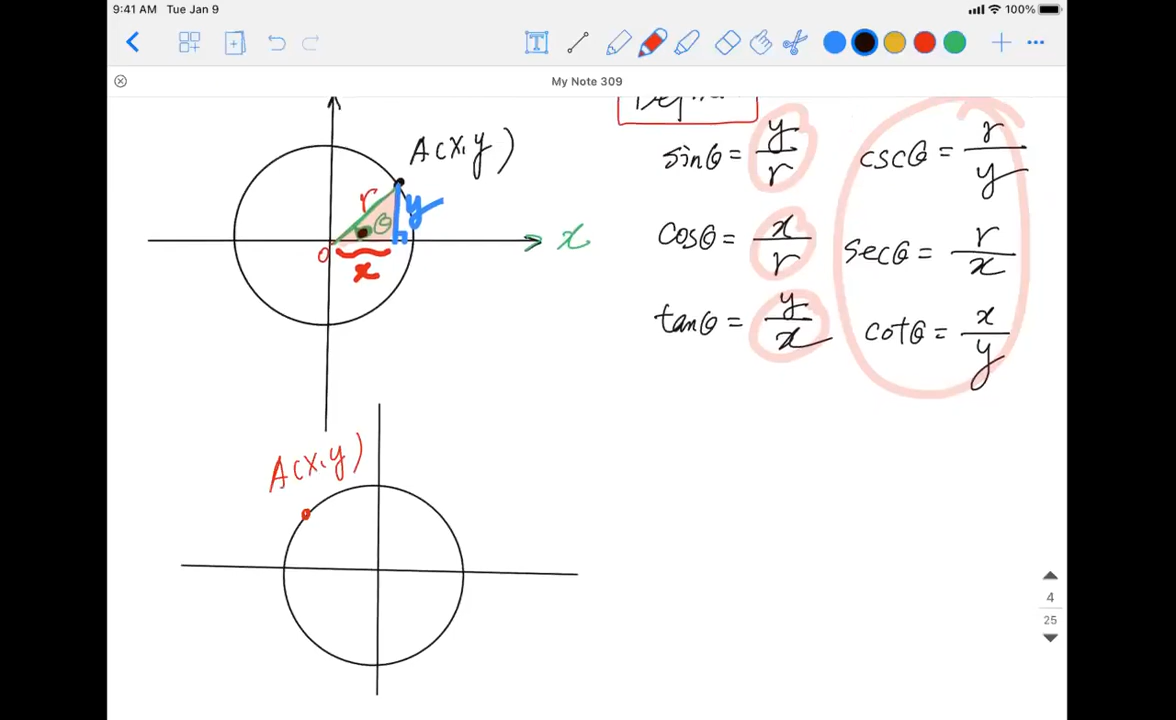 9:41 AM Tue Jan 9
100%
T
My Note 309
A(x,y)
r
θ
y
x
O
x
sinθ = y/r
cscθ = r/y
cosθ = x/r
secθ = r/x
tanθ = y/x
cotθ = x/y
A(x,y)
4
25